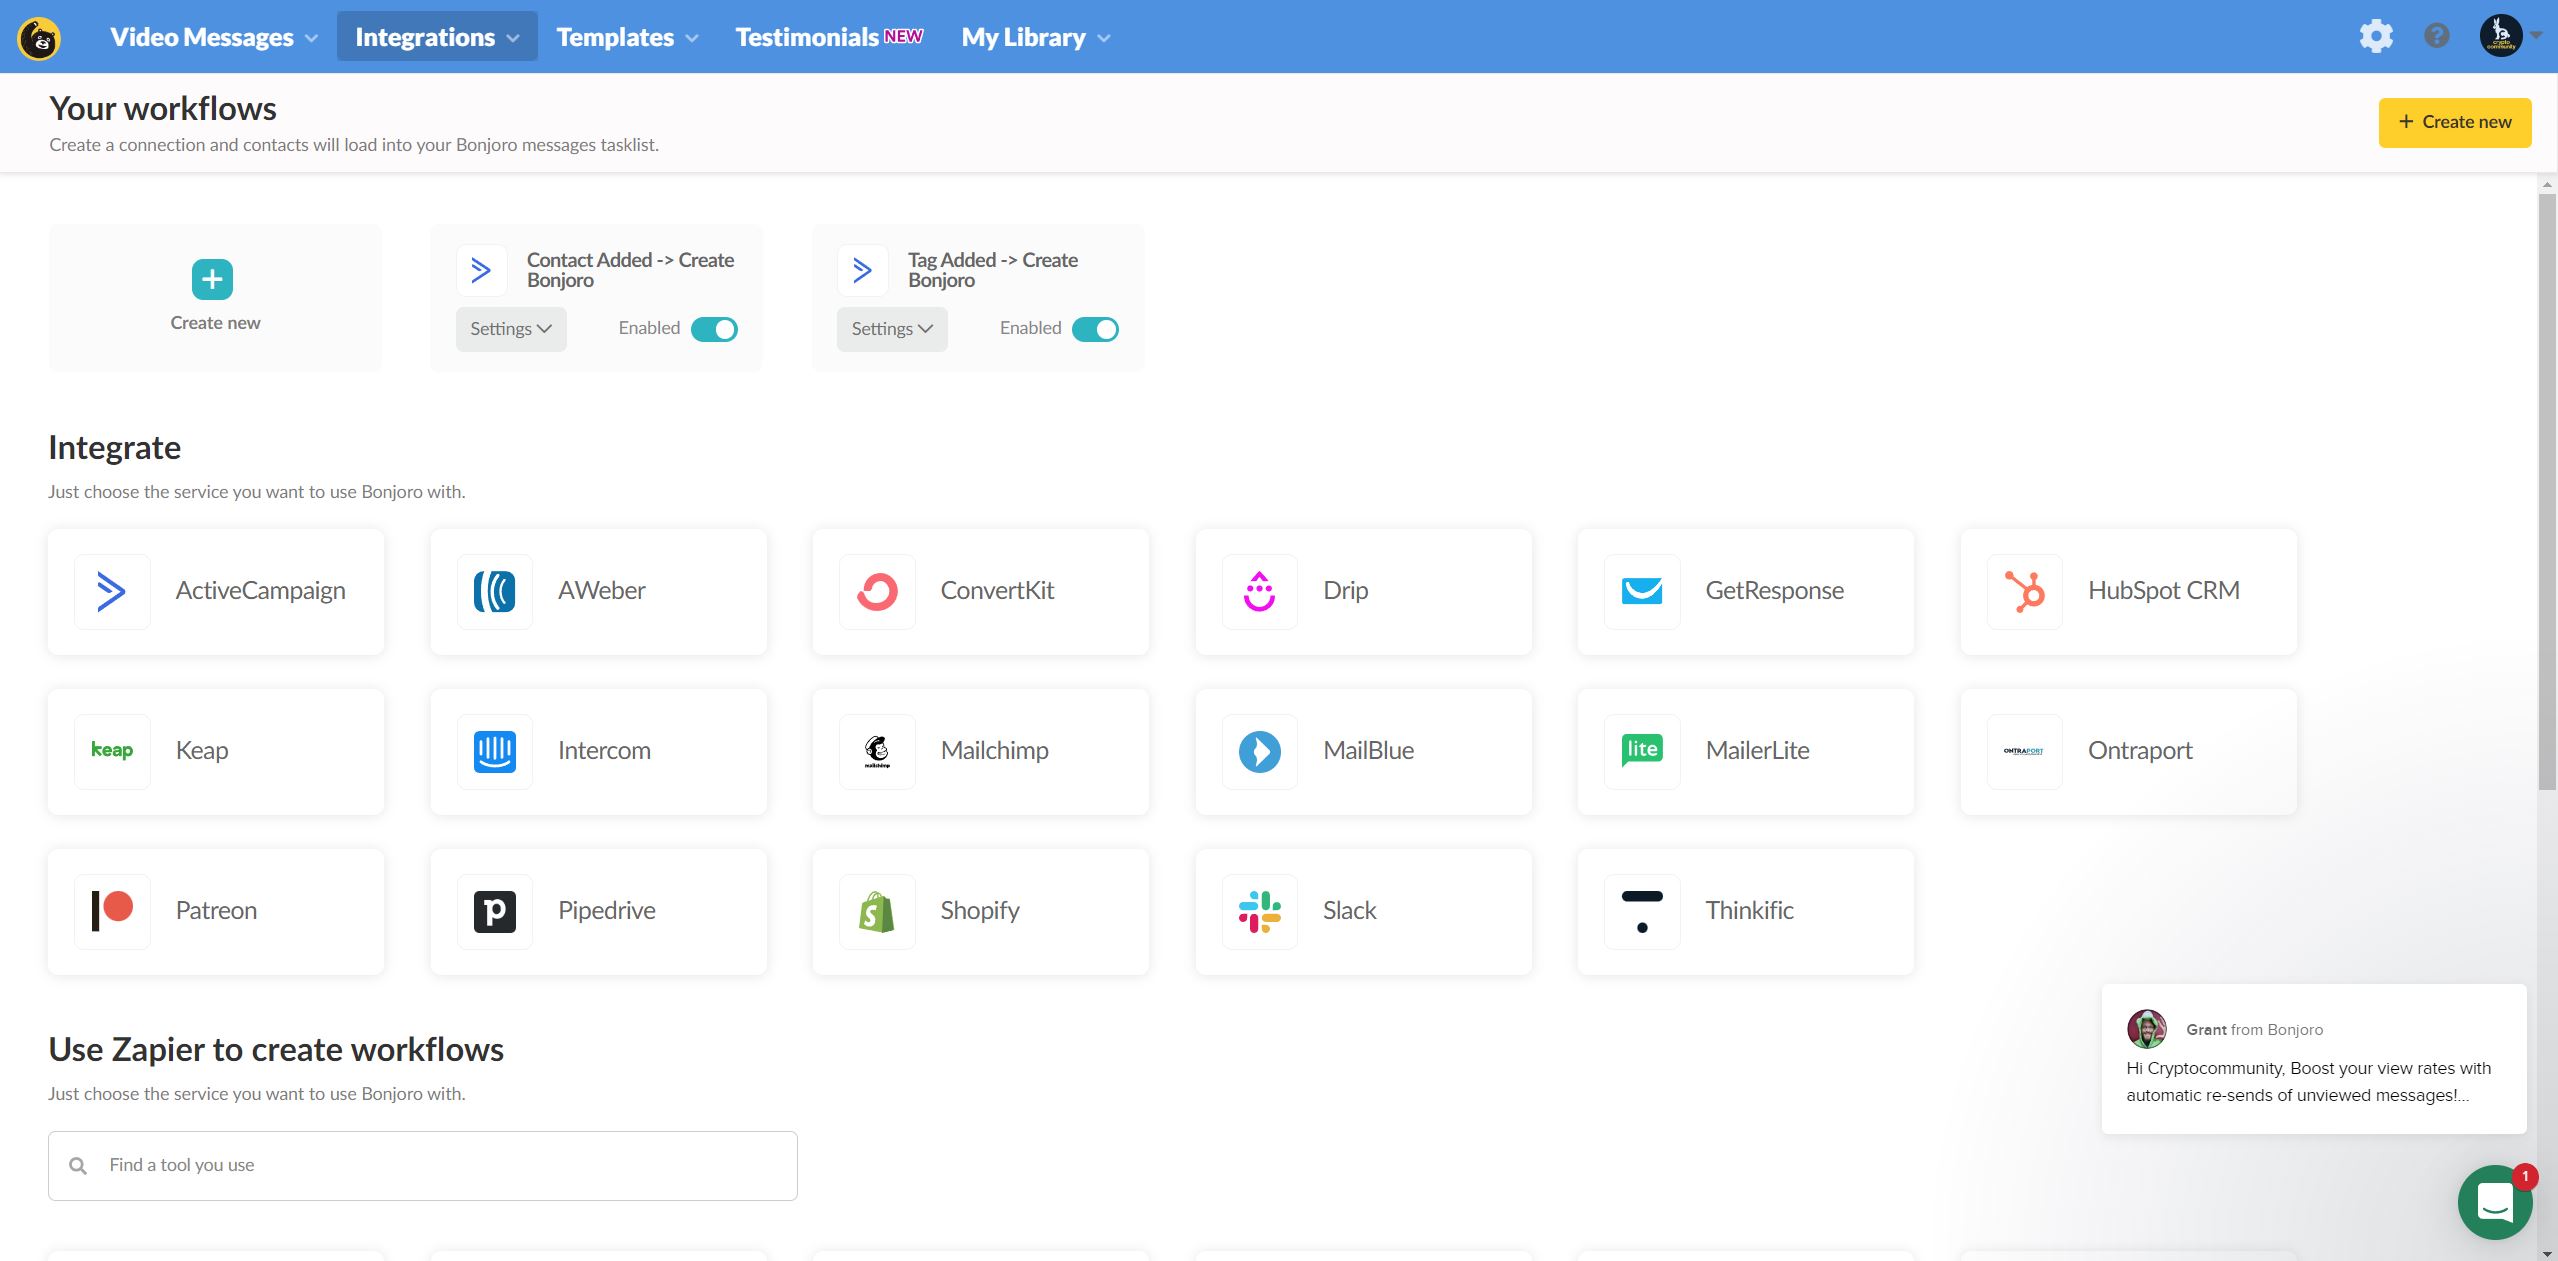 Video Messages
Integrations
Templates
Testimonials NEW
My Library
Your workflows
Create a connection and contacts will load into your Bonjoro messages tasklist.
+ Create new
Create new
Contact Added -> Create
Bonjoro
Settings
Enabled
Tag Added -> Create
Bonjoro
Settings
Enabled
Integrate
Just choose the service you want to use Bonjoro with.
ActiveCampaign
AWeber
ConvertKit
Drip
GetResponse
HubSpot CRM
keap
Keap
Intercom
mailchimp
Mailchimp
MailBlue
lite
MailerLite
ONTRAPORT
Ontraport
Patreon
Pipedrive
Shopify
Slack
Thinkific
Use Zapier to create workflows
Just choose the service you want to use Bonjoro with.
Find a tool you use
Grant from Bonjoro
Hi Cryptocommunity, Boost your view rates with
automatic re-sends of unviewed messages!...
1